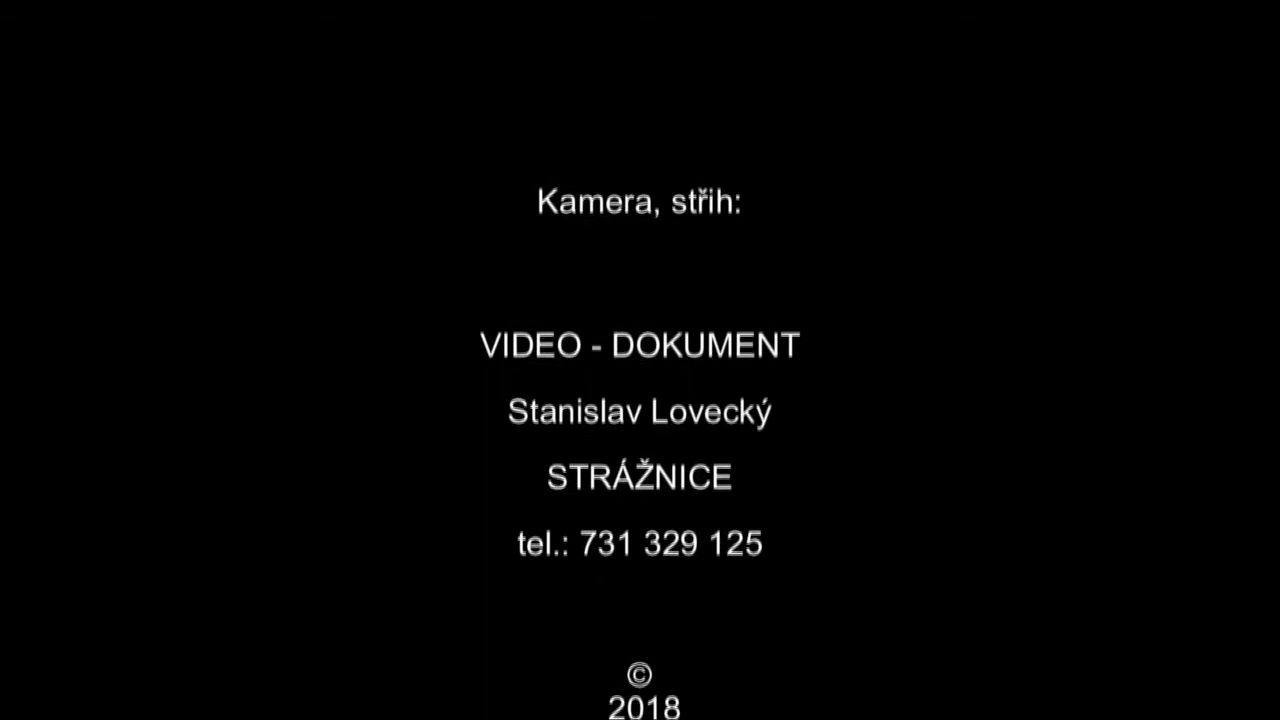 Kamera, střih:
VIDEO - DOKUMENT
Stanislav Lovecký
STRÁŽNICE
tel.: 731 329 125
©
2018